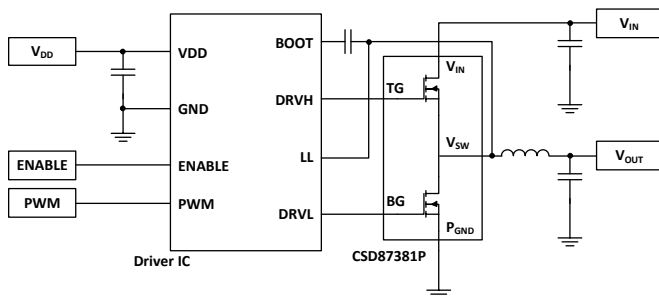 VDD
VDD
GND
ENABLE
ENABLE
PWM
PWM
Driver IC
BOOT
DRVH
LL
DRVL
TG
BG
VIN
VSW
PGND
CSD87381P
VIN
VOUT